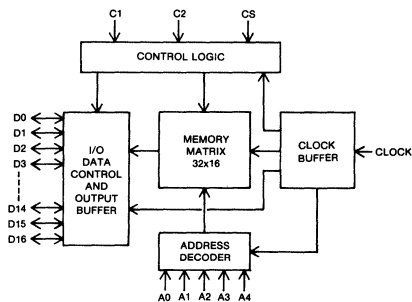 C1 C2 CS
CONTROL LOGIC
D0
D1
D2
D3
D14
D15
D16
I/O
DATA
CONTROL
AND
OUTPUT
BUFFER
MEMORY
MATRIX
32x16
CLOCK
BUFFER
CLOCK
ADDRESS
DECODER
A0 A1 A2 A3 A4